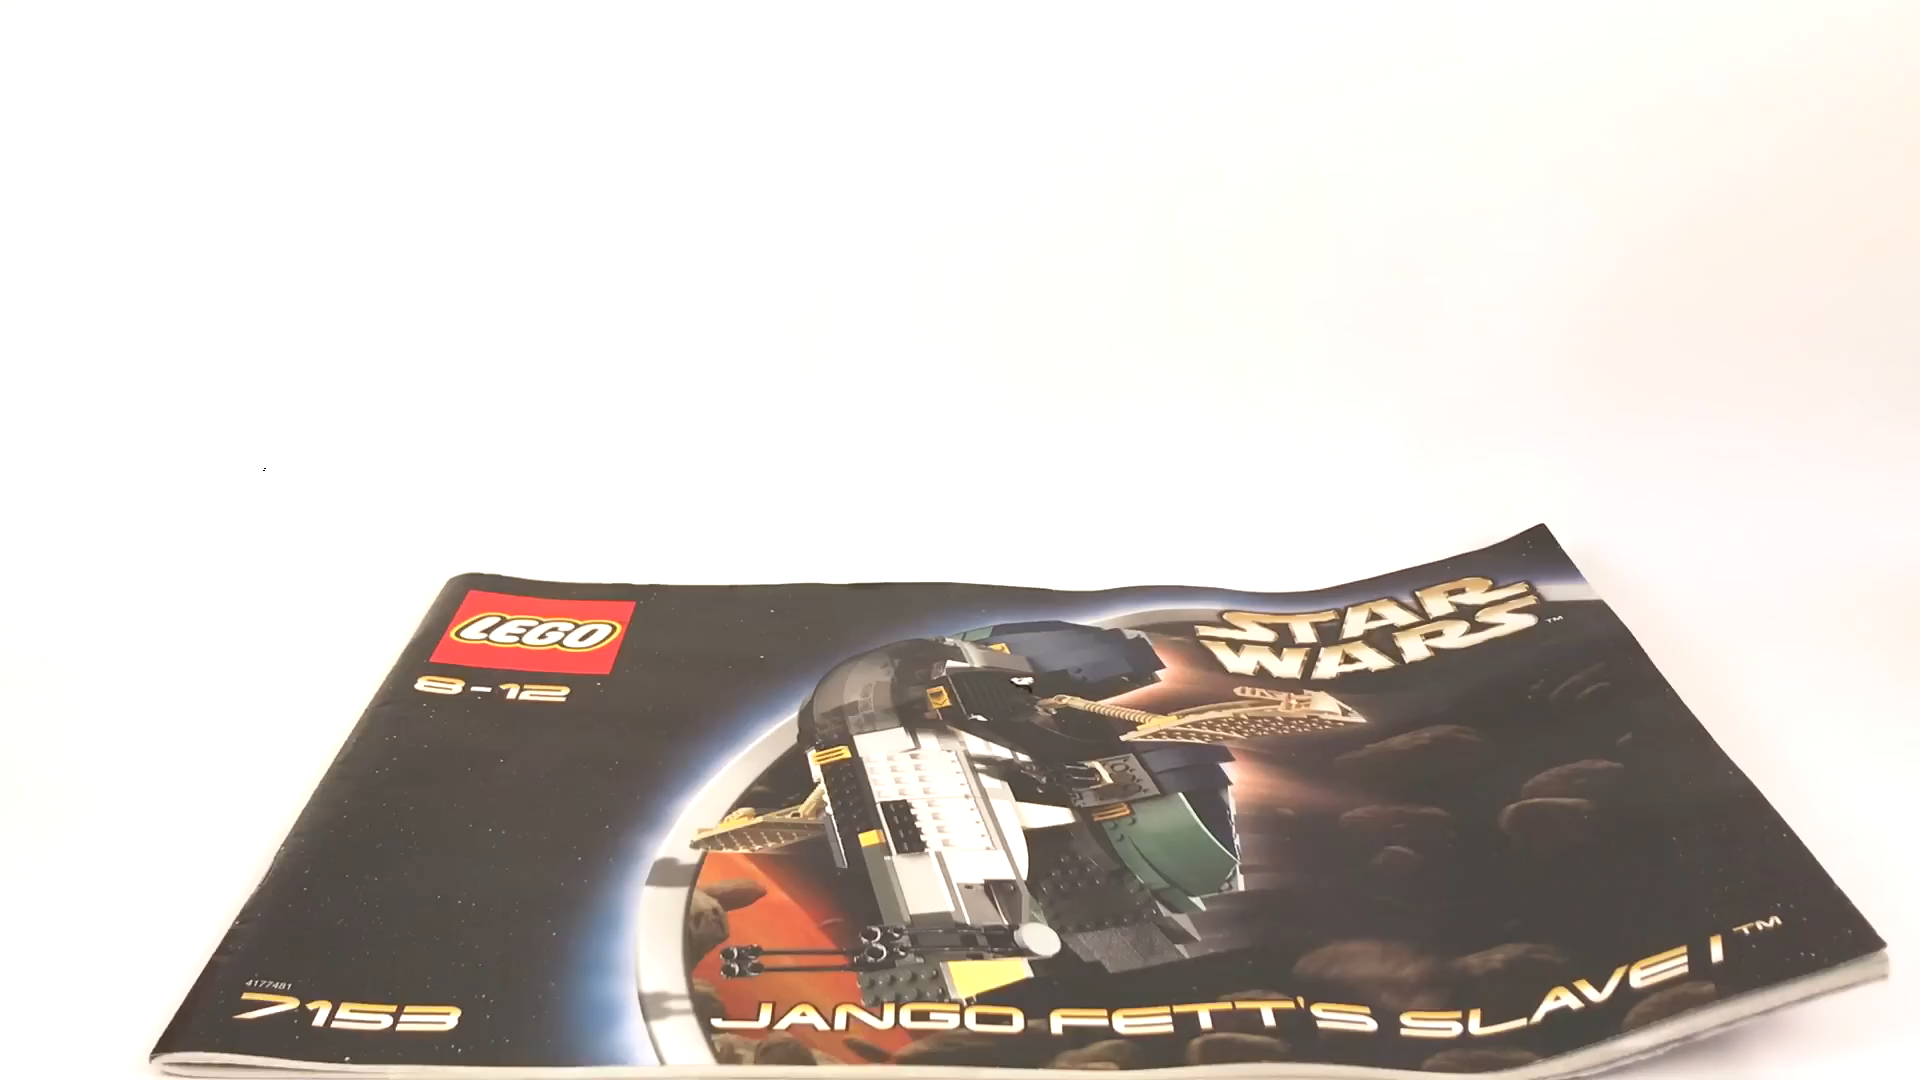 LEGO
8-12
STAR
WARS™
4177481
7153
JANGO FETT'S SLAVE I™